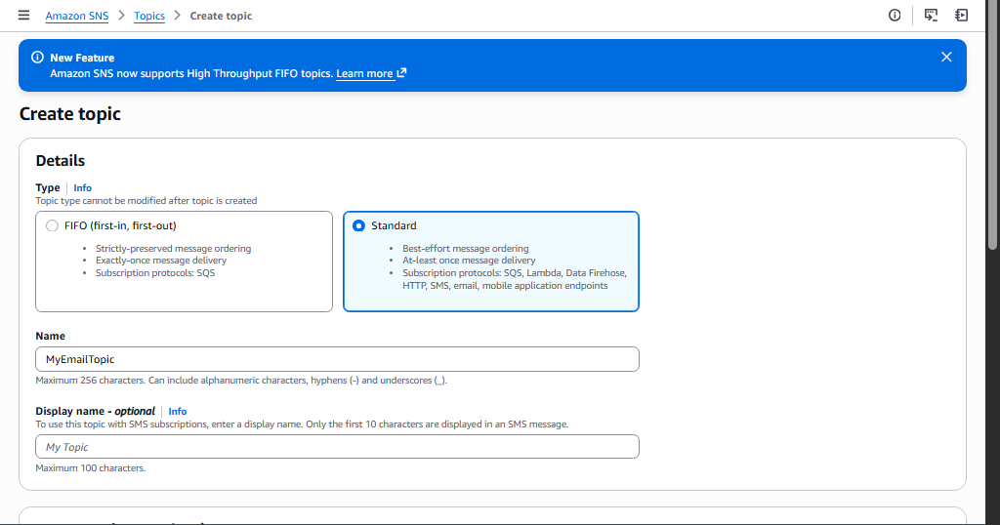 Amazon SNS > Topics > Create topic
New Feature
Amazon SNS now supports High Throughput FIFO topics. Learn more
Create topic
Details
Type | Info
Topic type cannot be modified after topic is created
FIFO (first-in, first-out)
• Strictly-preserved message ordering
• Exactly-once message delivery
• Subscription protocols: SQS
Standard
• Best-effort message ordering
• At-least once message delivery
• Subscription protocols: SQS, Lambda, Data Firehose,
HTTP, SMS, email, mobile application endpoints
Name
MyEmailTopic
Maximum 256 characters. Can include alphanumeric characters, hyphens (-) and underscores (_).
Display name - optional | Info
To use this topic with SMS subscriptions, enter a display name. Only the first 10 characters are displayed in an SMS message.
My Topic
Maximum 100 characters.